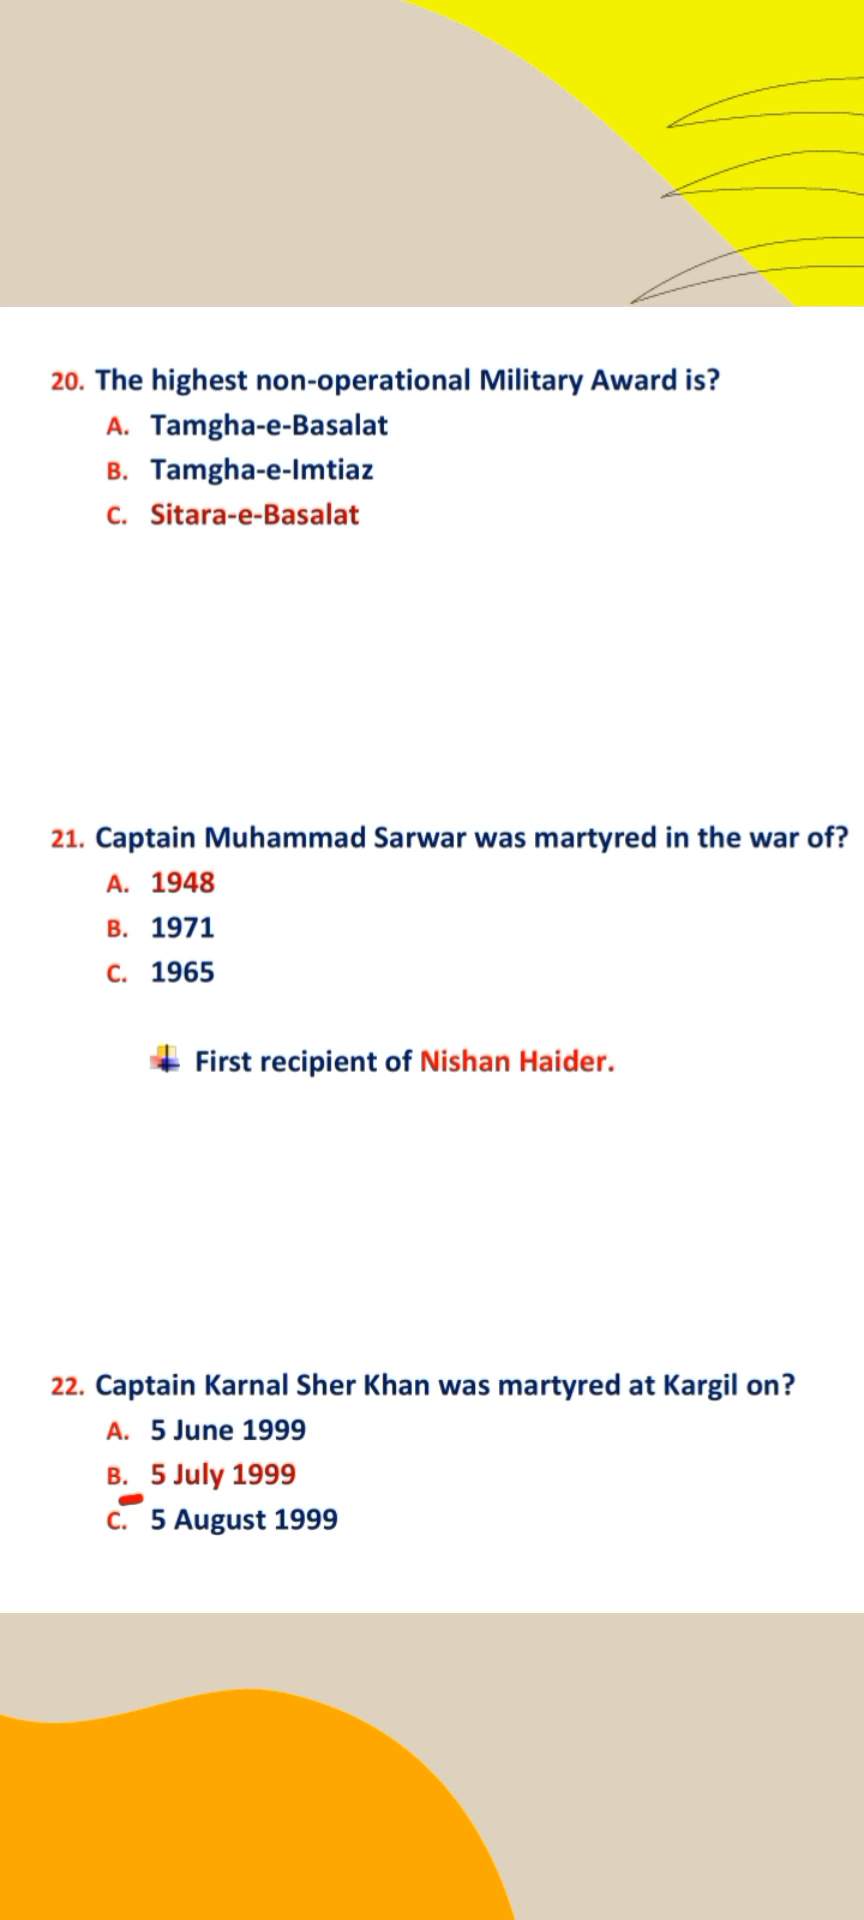 20. The highest non-operational Military Award is?
A. Tamgha-e-Basalat
B. Tamgha-e-Imtiaz
C. Sitara-e-Basalat
21. Captain Muhammad Sarwar was martyred in the war of?
A. 1948
B. 1971
C. 1965
First recipient of Nishan Haider.
22. Captain Karnal Sher Khan was martyred at Kargil on?
A. 5 June 1999
B. 5 July 1999
C. 5 August 1999